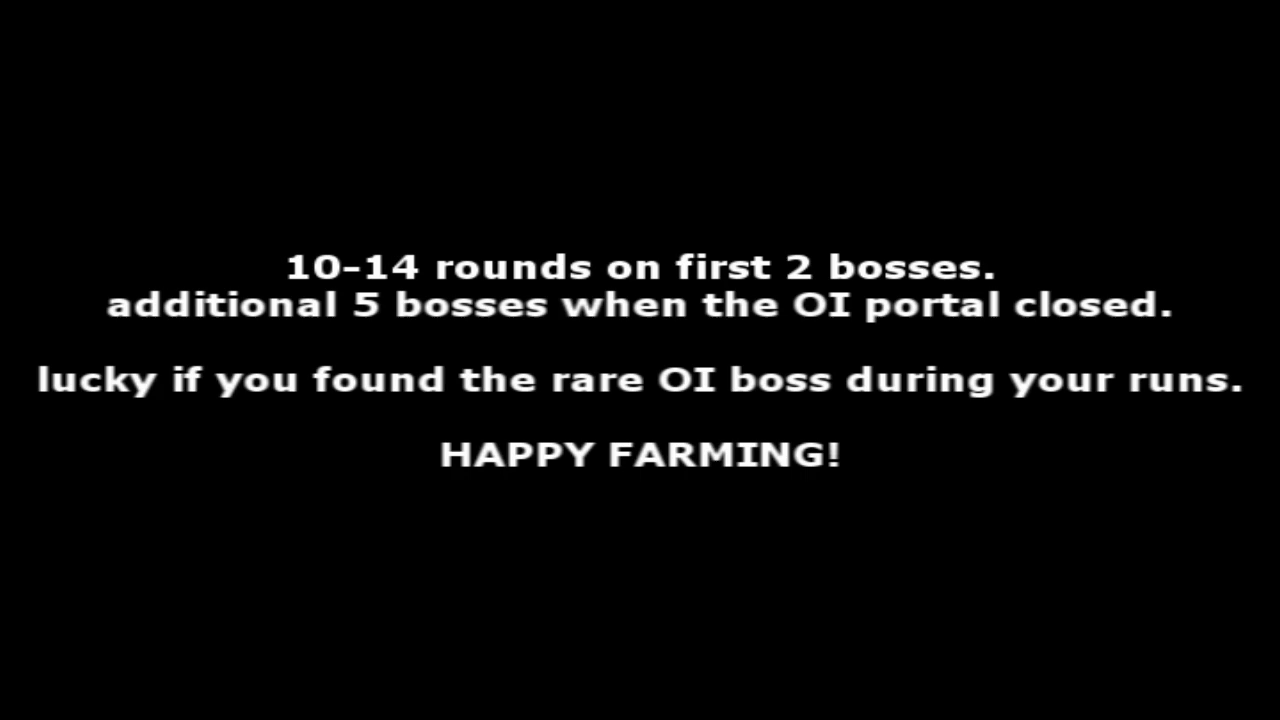 10-14 rounds on first 2 bosses.
additional 5 bosses when the OI portal closed.
lucky if you found the rare OI boss during your runs.
HAPPY FARMING!